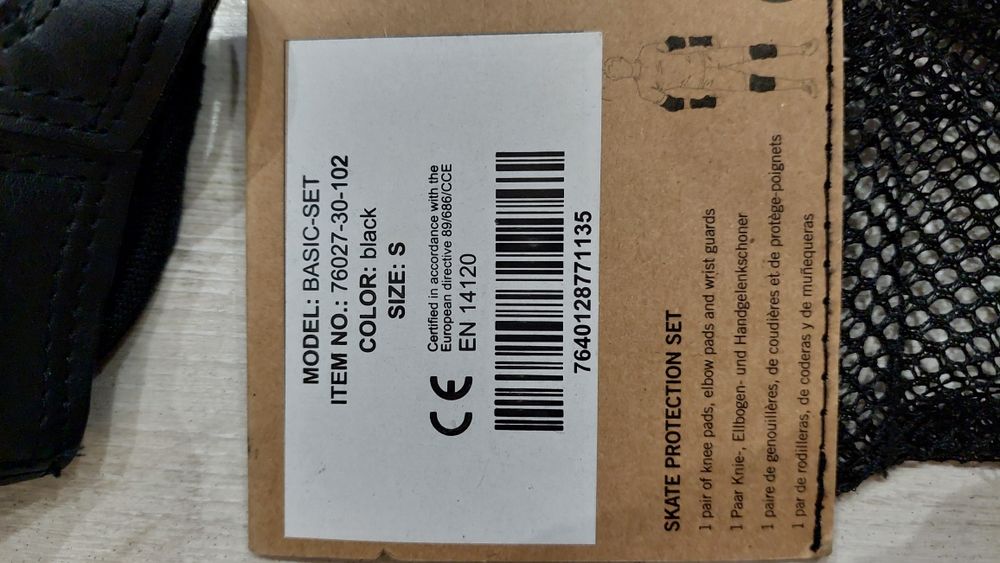 MODEL.: BASIC-SET
ITEM NO.: 76027-30-102
COLOR: black
SIZE: S
CE
Certified in accordance with the
European directive 89/686/CCE
EN 14120
7640128771135
SKATE PROTECTION SET
1 pair of knee pads, elbow pads and wrist guards
1 Paar Knie-, Ellbogen- und Handgelenkschoner
1 paire de genouillères, de coudières et de protège-poignets
1 par de rodilleras, de coderas y de muñequeras